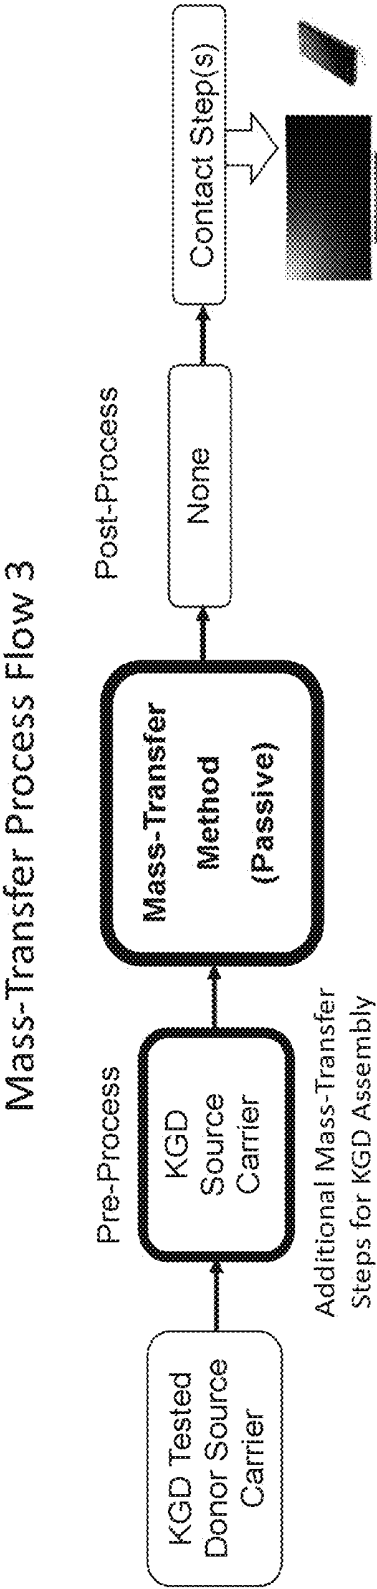 Mass-Transfer Process Flow 3
KGD Tested
Donor Source
Carrier
Pre-Process
KGD
Source
Carrier
Additional Mass-Transfer
Steps for KGD Assembly
Mass-Transfer
Method
(Passive)
Post-Process
None
Contact Step(s)